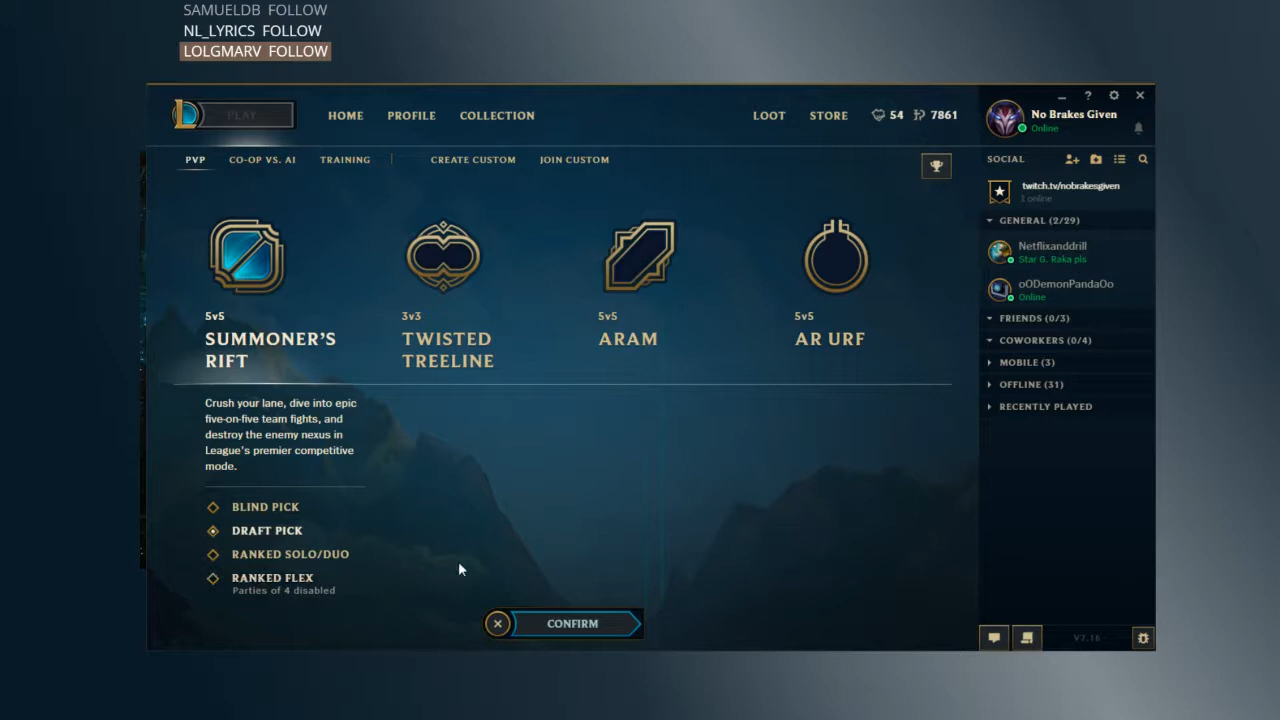 SAMUELDB FOLLOW
NL_LYRICS FOLLOW
LOLGMARV FOLLOW
PLAY
HOME
PROFILE
COLLECTION
LOOT
STORE
54
7861
No Brakes Given
Online
PVP
CO-OP VS. AI
TRAINING
CREATE CUSTOM
JOIN CUSTOM
SOCIAL
twitch.tv/nobrakesgiven
1 online
GENERAL (2/29)
Netflixanddrill
Star G. Raka pls
oODemonPandaOo
Online
FRIENDS (0/3)
COWORKERS (0/4)
MOBILE (3)
OFFLINE (31)
RECENTLY PLAYED
5v5
SUMMONER'S
RIFT
3v3
TWISTED
TREELINE
5v5
ARAM
5v5
AR URF
Crush your lane, dive into epic
five-on-five team fights, and
destroy the enemy nexus in
League's premier competitive
mode.
BLIND PICK
DRAFT PICK
RANKED SOLO/DUO
RANKED FLEX
Parties of 4 disabled
CONFIRM
V7.16